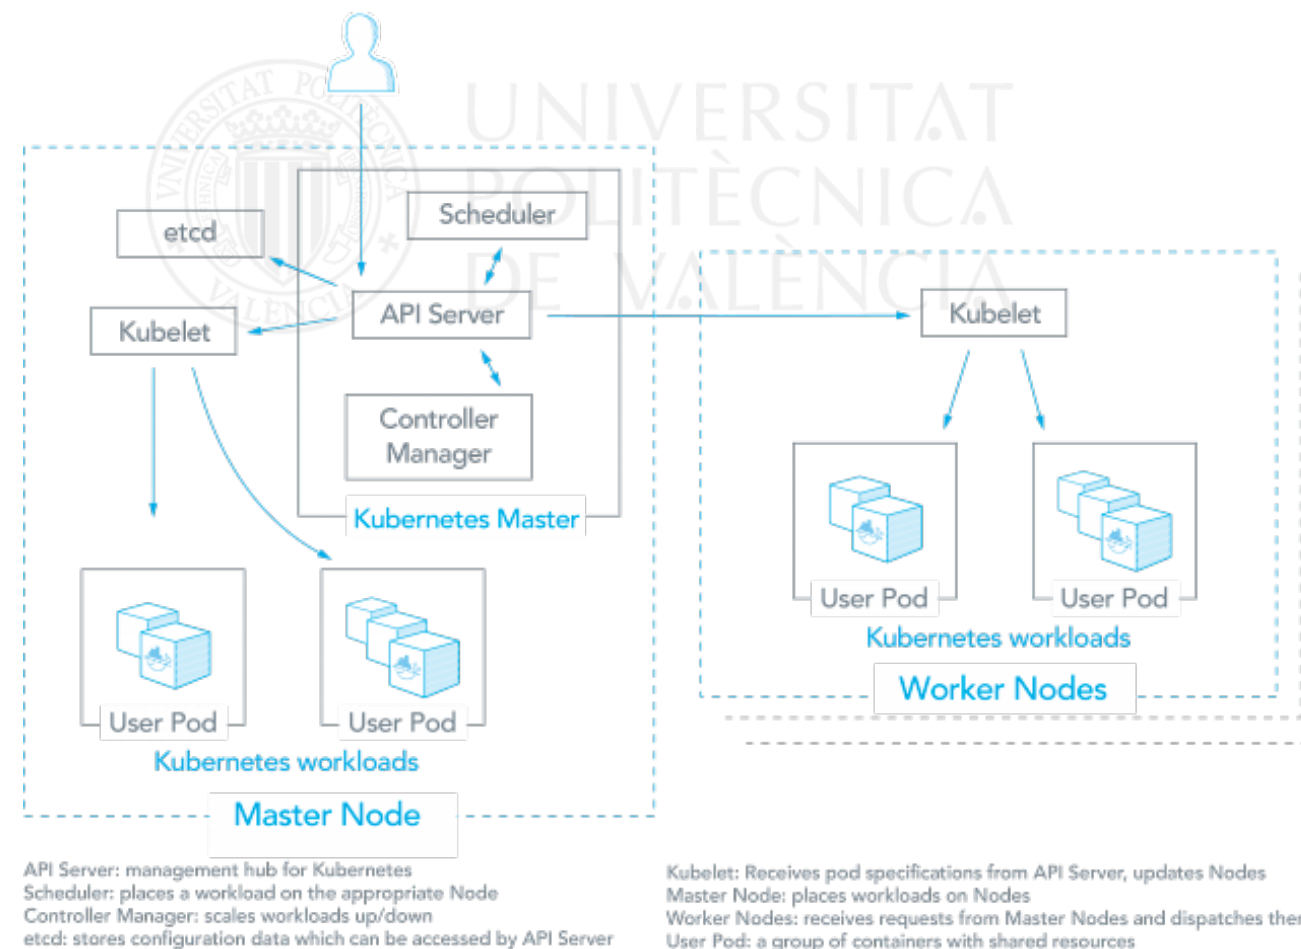 UNIVERSITAT
POLITÈCNICA
DE VALÈNCIA
etcd
Scheduler
Kubelet
API Server
Controller
Manager
Kubernetes Master
User Pod
User Pod
Kubernetes workloads
Master Node
Kubelet
User Pod
User Pod
Kubernetes workloads
Worker Nodes
API Server: management hub for Kubernetes
Scheduler: places a workload on the appropriate Node
Controller Manager: scales workloads up/down
etcd: stores configuration data which can be accessed by API Server
Kubelet: Receives pod specifications from API Server, updates Nodes
Master Node: places workloads on Nodes
Worker Nodes: receives requests from Master Nodes and dispatches
User Pod: a group of containers with shared resources